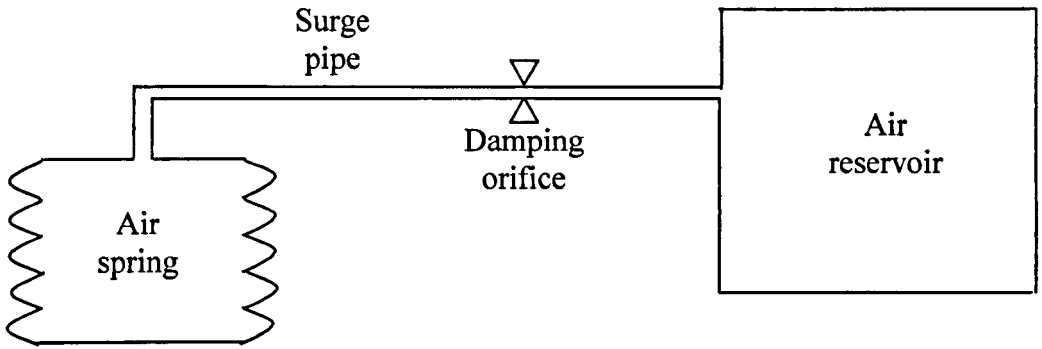 Surge
pipe
Damping
orifice
Air
reservoir
Air
spring